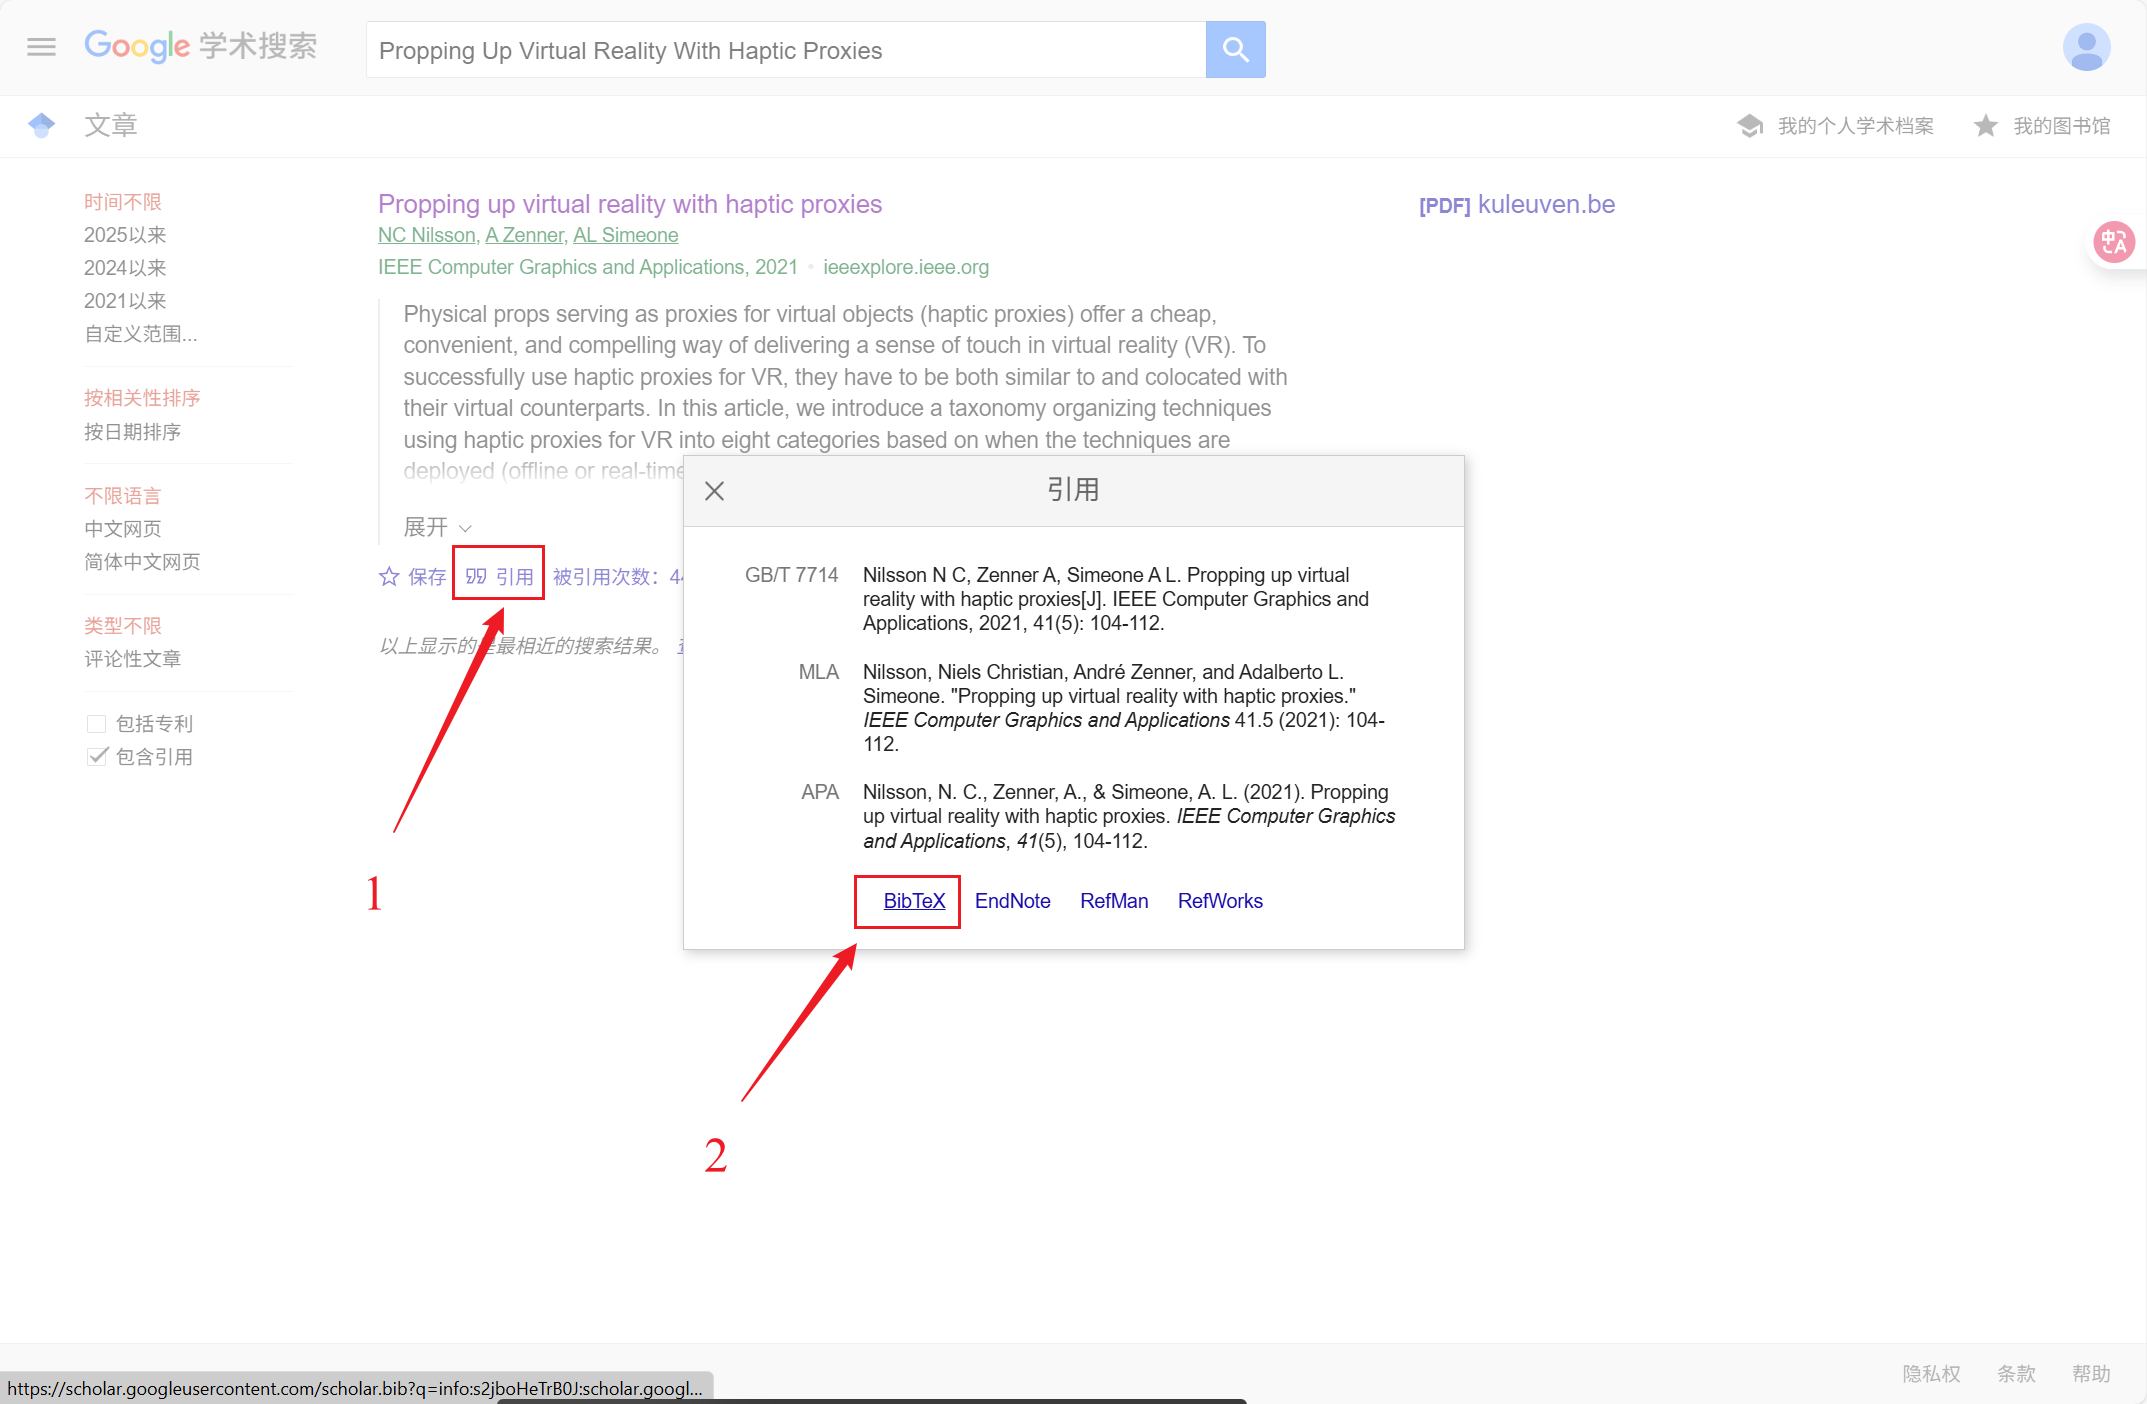 Google 学术搜索
Propping Up Virtual Reality With Haptic Proxies
文章
我的个人学术档案
我的图书馆
时间不限
2025以来
2024以来
2021以来
自定义范围...
按相关性排序
按日期排序
不限语言
中文网页
简体中文网页
类型不限
评论性文章
包括专利
包含引用
Propping up virtual reality with haptic proxies
[PDF] kuleuven.be
NC Nilsson, A Zenner, AL Simeone
IEEE Computer Graphics and Applications, 2021 • ieeexplore.ieee.org
Physical props serving as proxies for virtual objects (haptic proxies) offer a cheap,
convenient, and compelling way of delivering a sense of touch in virtual reality (VR). To
successfully use haptic proxies for VR, they have to be both similar to and colocated with
their virtual counterparts. In this article, we introduce a taxonomy organizing techniques
using haptic proxies for VR into eight categories based on when the techniques are
deployed (offline or real-time
展开
保存 引用 被引用次数：
以上显示的是最相近的搜索结果。
1
引用
GB/T 7714 Nilsson N C, Zenner A, Simeone A L. Propping up virtual
reality with haptic proxies[J]. IEEE Computer Graphics and
Applications, 2021, 41(5): 104-112.
MLA Nilsson, Niels Christian, André Zenner, and Adalberto L.
Simeone. "Propping up virtual reality with haptic proxies."
IEEE Computer Graphics and Applications 41.5 (2021): 104-
112.
APA Nilsson, N. C., Zenner, A., & Simeone, A. L. (2021). Propping
up virtual reality with haptic proxies. IEEE Computer Graphics
and Applications, 41(5), 104-112.
BibTeX EndNote RefMan RefWorks
2
隐私权 条款 帮助
https://scholar.googleusercontent.com/scholar.bib?q=info:s2jboHeTrB0J:scholar.googl...